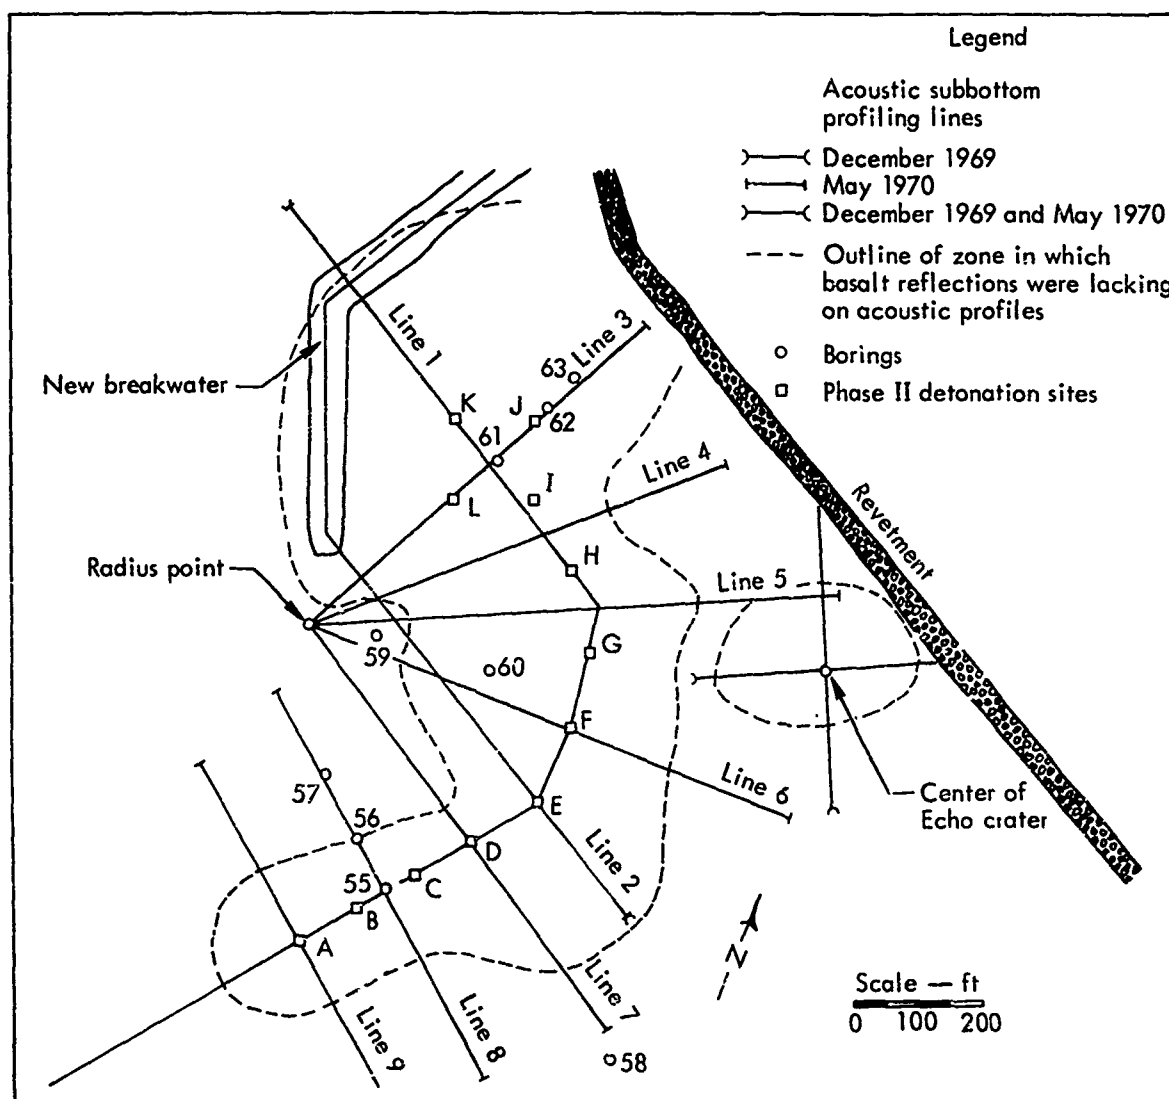 Legend
Acoustic subbottom
profiling lines
December 1969
May 1970
December 1969 and May 1970
Outline of zone in which
basalt reflections were lacking
on acoustic profiles
Borings
Phase II detonation sites
Line 1
Line 3
63
New breakwater
K
J
62
61
Line 4
I
L
Revetment
Radius point
H
Line 5
59
60
G
F
57
Line 6
Center of
Echo crater
56
E
D
55
C
Line 2
B
A
N
Scale — ft
0 100 200
Line 7
Line 8
Line 9
58